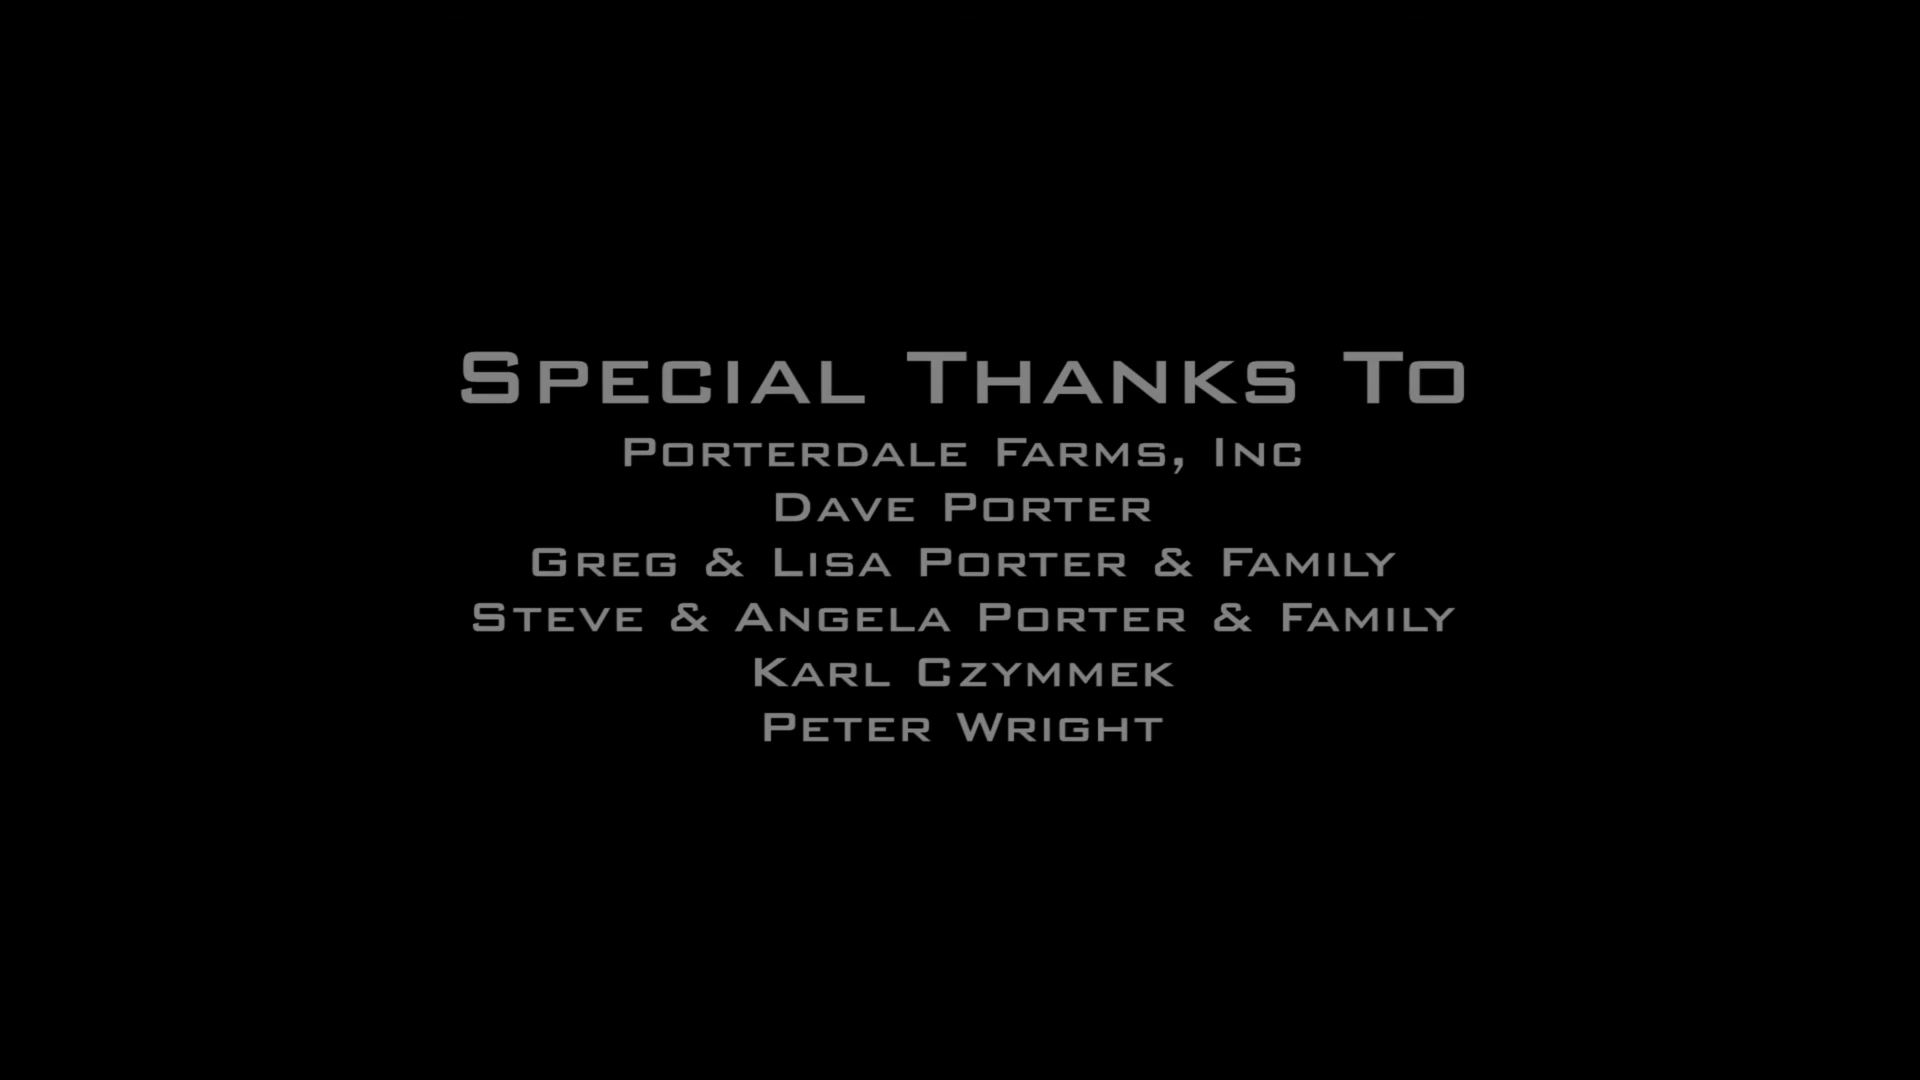 Special Thanks To
Porterdale Farms, Inc
Dave Porter
Greg & Lisa Porter & Family
Steve & Angela Porter & Family
Karl Czymmek
Peter Wright